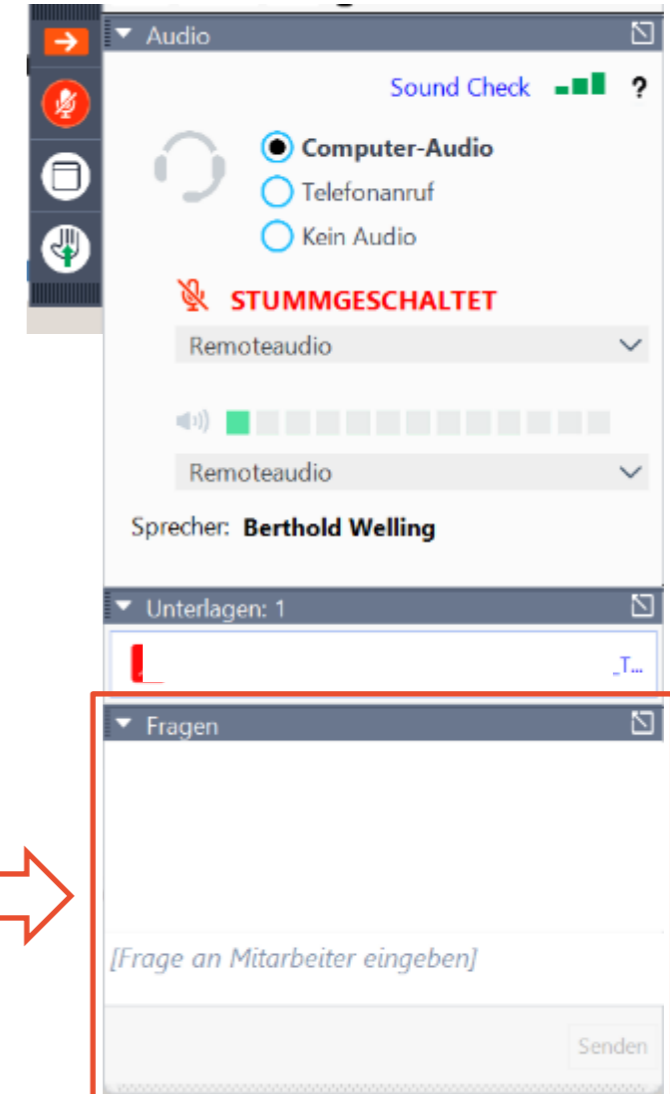 Audio
Sound Check ?
Computer-Audio
Telefonanruf
Kein Audio
STUMMGESCHALTET
Remoteaudio
Remoteaudio
Sprecher: Berthold Welling
Unterlagen: 1
_T...
Fragen
[Frage an Mitarbeiter eingeben]
Senden